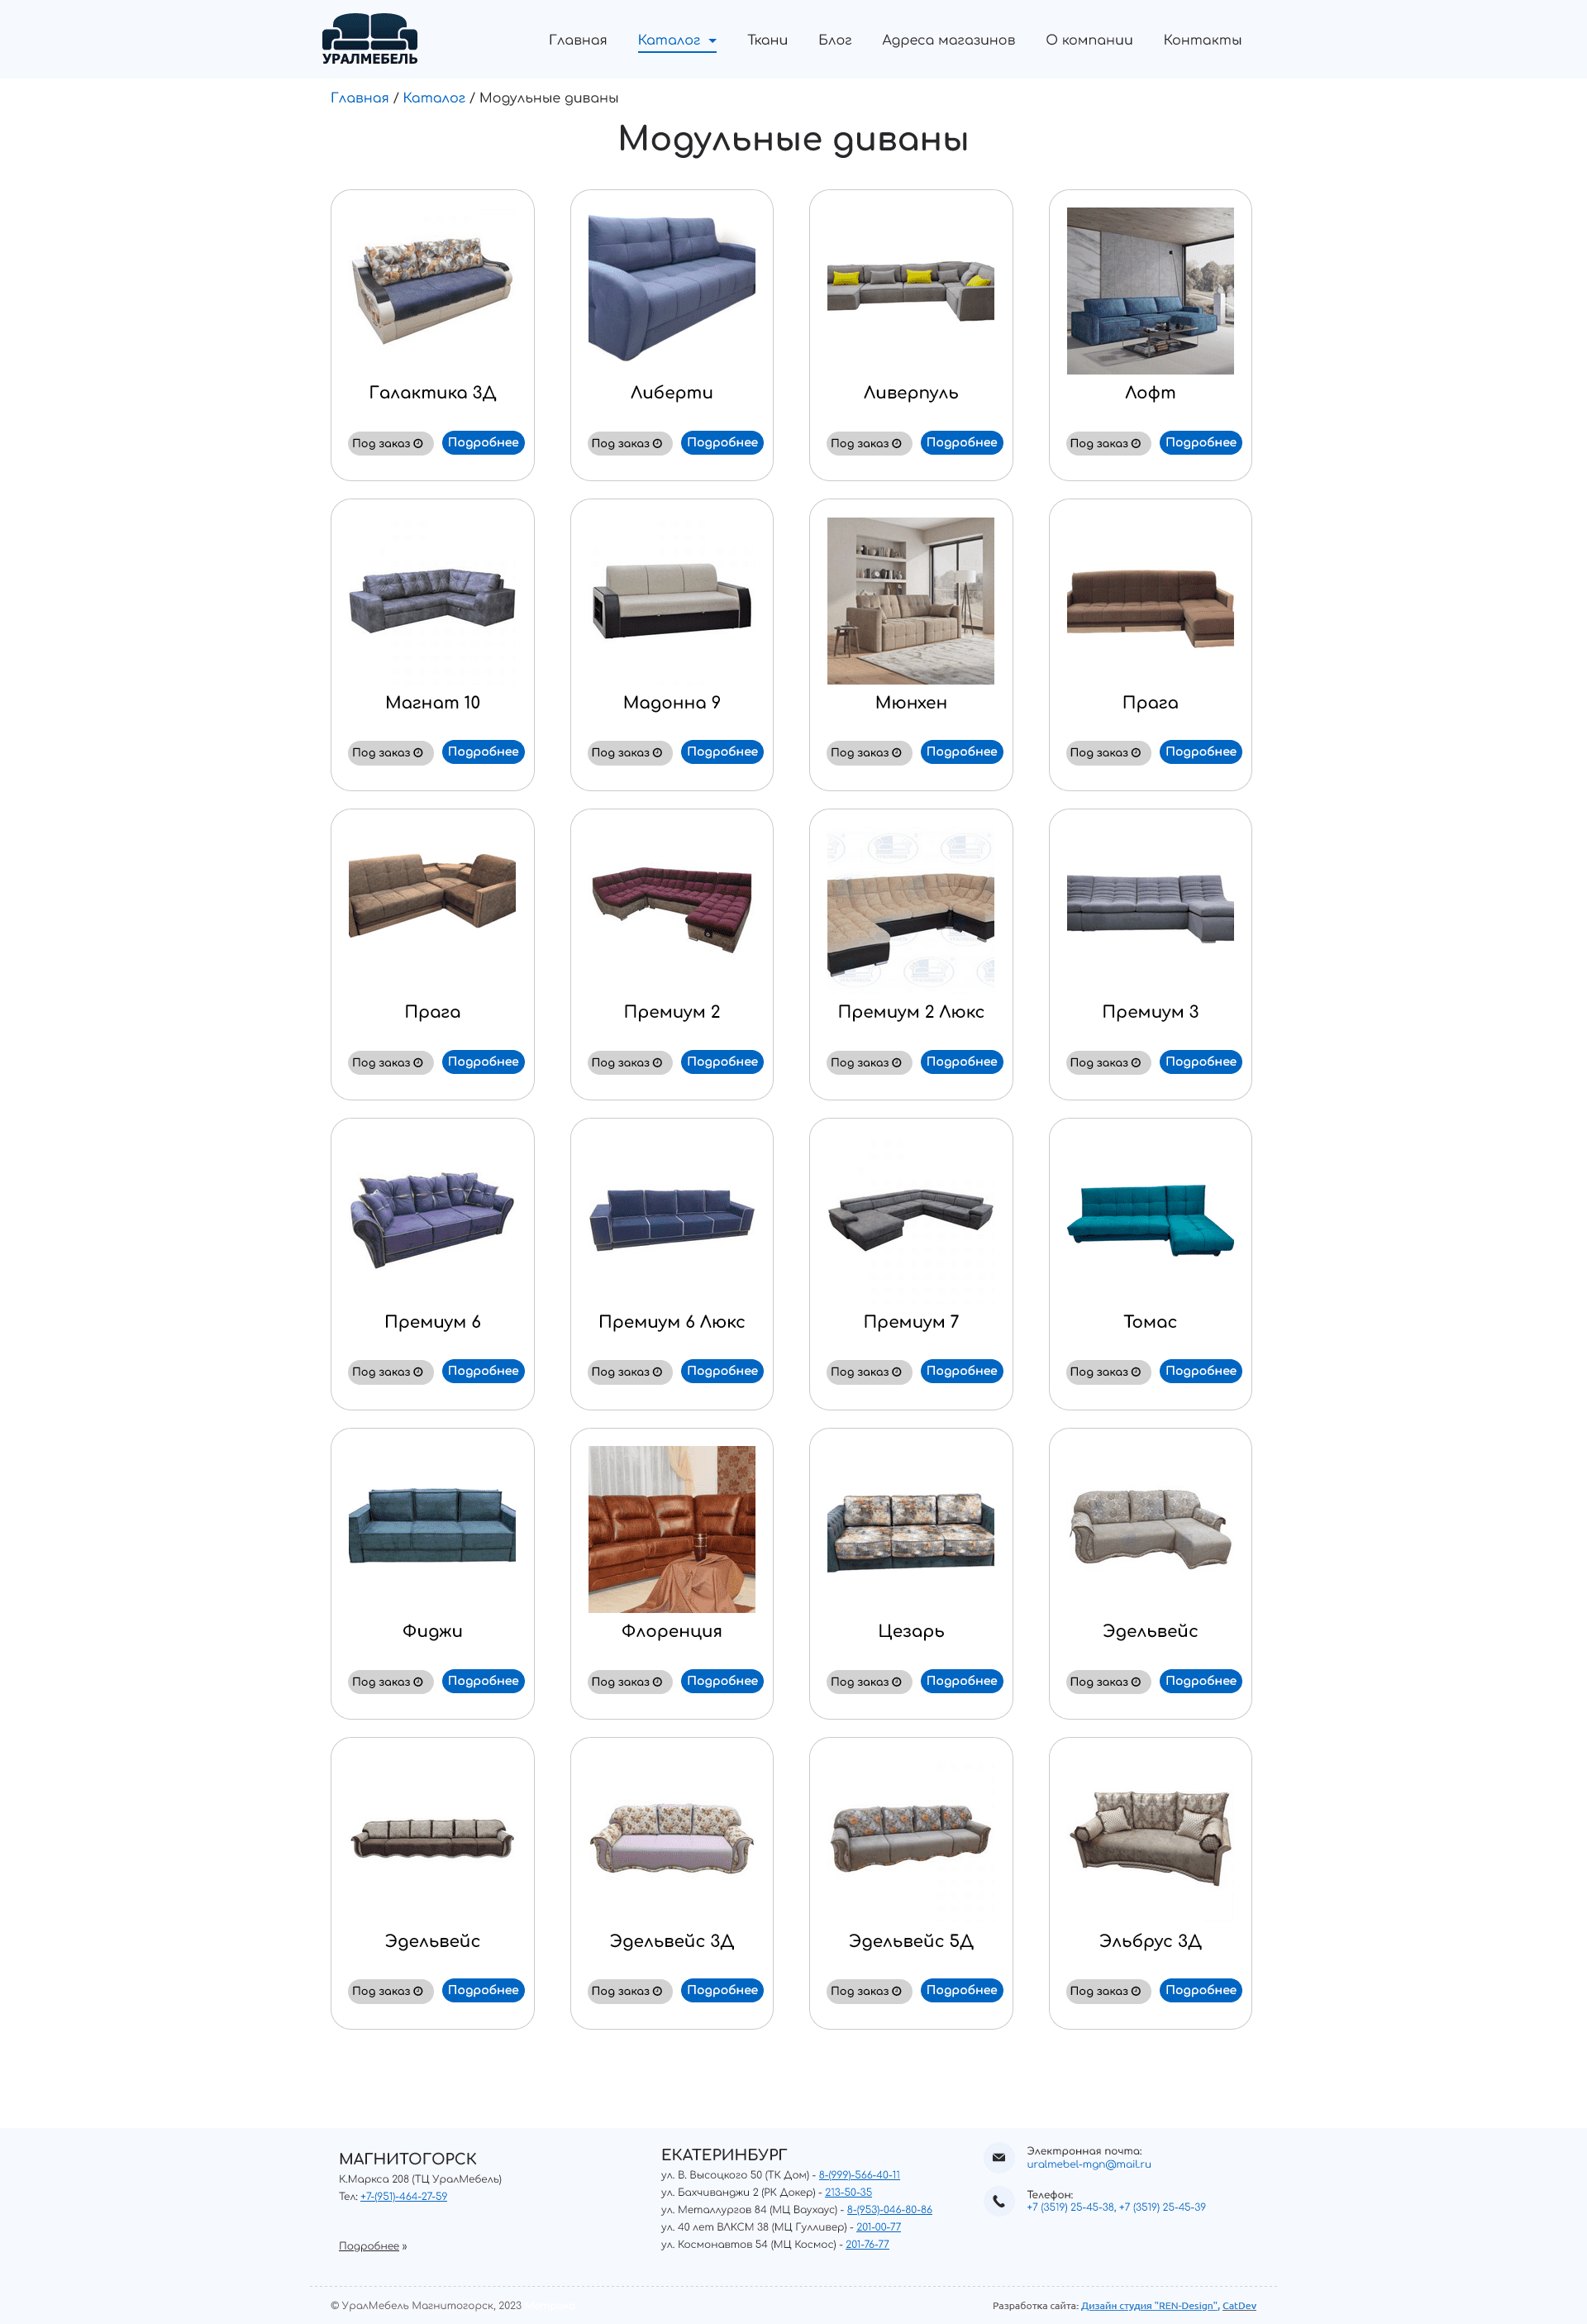 УРАЛМЕБЕЛЬ
Главная Каталог Ткани Блог Адреса магазинов О компании Контакты
Главная / Каталог / Модульные диваны
Модульные диваны
Галактика 3Д Либерти Ливерпуль Лофт
Под заказ Подробнее Под заказ Подробнее Под заказ Подробнее Под заказ Подробнее
Магнат 10 Мадонна 9 Мюнхен Прага
Под заказ Подробнее Под заказ Подробнее Под заказ Подробнее Под заказ Подробнее
Прага Премиум 2 Премиум 2 Люкс Премиум 3
Под заказ Подробнее Под заказ Подробнее Под заказ Подробнее Под заказ Подробнее
Премиум 6 Премиум 6 Люкс Премиум 7 Томас
Под заказ Подробнее Под заказ Подробнее Под заказ Подробнее Под заказ Подробнее
Фиджи Флоренция Цезарь Эдельвейс
Под заказ Подробнее Под заказ Подробнее Под заказ Подробнее Под заказ Подробнее
Эдельвейс Эдельвейс 3Д Эдельвейс 5Д Эльбрус 3Д
Под заказ Подробнее Под заказ Подробнее Под заказ Подробнее Под заказ Подробнее
МАГНИТОГОРСК
К.Маркса 208 (ТЦ УралМебель)
Тел: +7-(951)-464-27-59
Подробнее »
ЕКАТЕРИНБУРГ
ул. В. Высоцкого 50 (ТК Дом) - 8-(999)-566-40-11
ул. Бахчиванджи 2 (РК Докер) - 213-50-35
ул. Металлургов 84 (МЦ Ваухаус) - 8-(953)-046-80-86
ул. 40 лет ВЛКСМ 38 (МЦ Гулливер) - 201-00-77
ул. Космонавтов 54 (МЦ Космос) - 201-76-77
Электронная почта:
uralmebel-mgn@mail.ru
Телефон:
+7 (3519) 25-45-38, +7 (3519) 25-45-39
© УралМебель Магнитогорск, 2023
Разработка сайта: Дизайн студия "REN-Design", CatDev